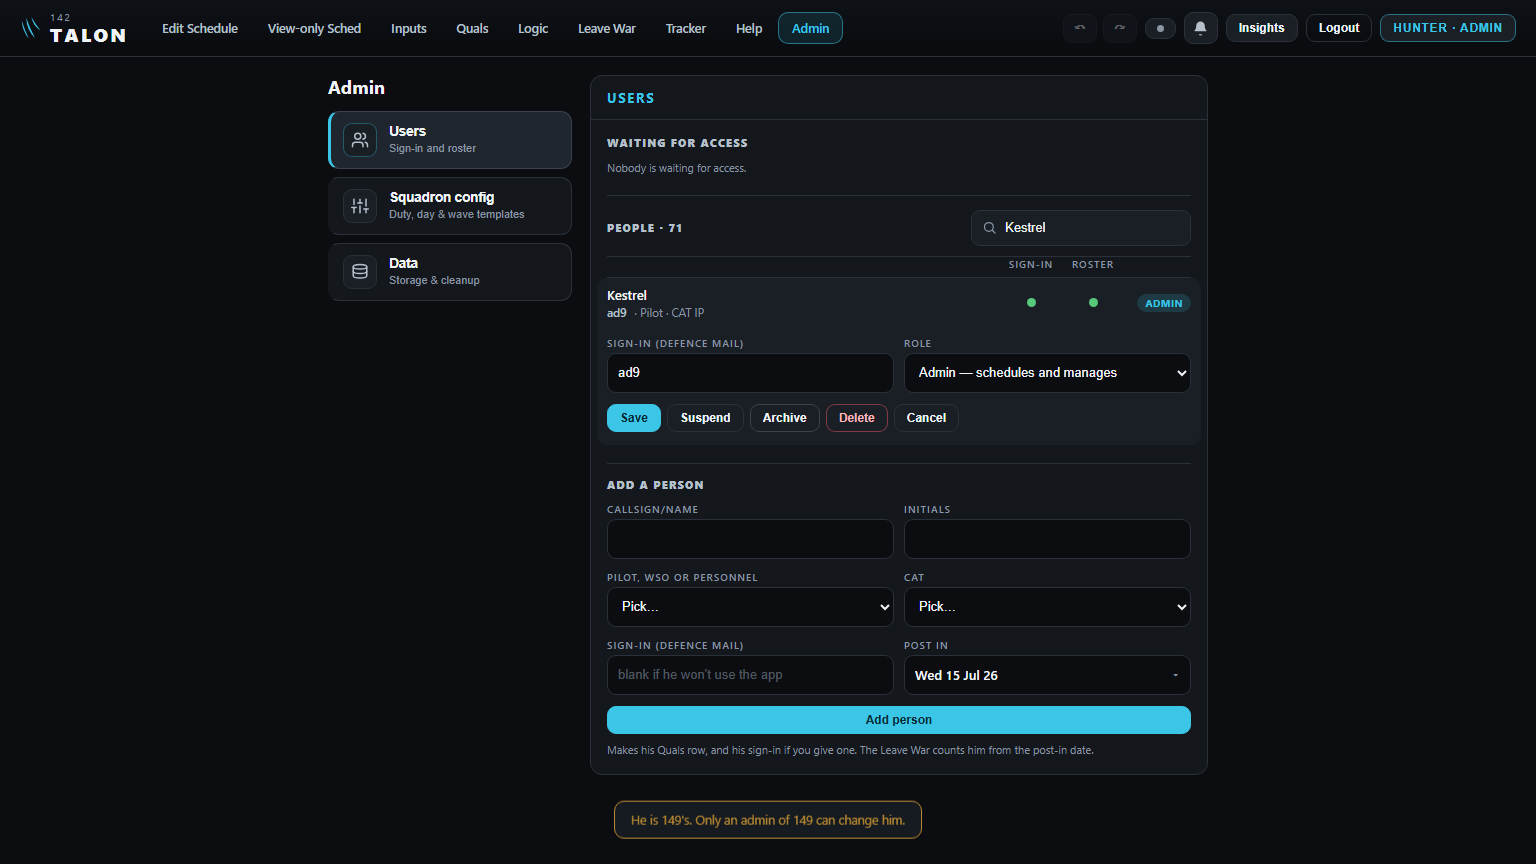 142
TALON
Edit Schedule
View-only Sched
Inputs
Quals
Logic
Leave War
Tracker
Help
Admin
Insights
Logout
HUNTER · ADMIN
Admin
Users
Sign-in and roster
Squadron config
Duty, day & wave templates
Data
Storage & cleanup
USERS
WAITING FOR ACCESS
Nobody is waiting for access.
PEOPLE · 71
Kestrel
SIGN-IN
ROSTER
Kestrel
ad9 · Pilot · CAT IP
ADMIN
SIGN-IN (DEFENCE MAIL)
ROLE
ad9
Admin — schedules and manages
Save
Suspend
Archive
Delete
Cancel
ADD A PERSON
CALLSIGN/NAME
INITIALS
PILOT, WSO OR PERSONNEL
CAT
Pick...
Pick...
SIGN-IN (DEFENCE MAIL)
POST IN
blank if he won't use the app
Wed 15 Jul 26
Add person
Makes his Quals row, and his sign-in if you give one. The Leave War counts him from the post-in date.
He is 149's. Only an admin of 149 can change him.